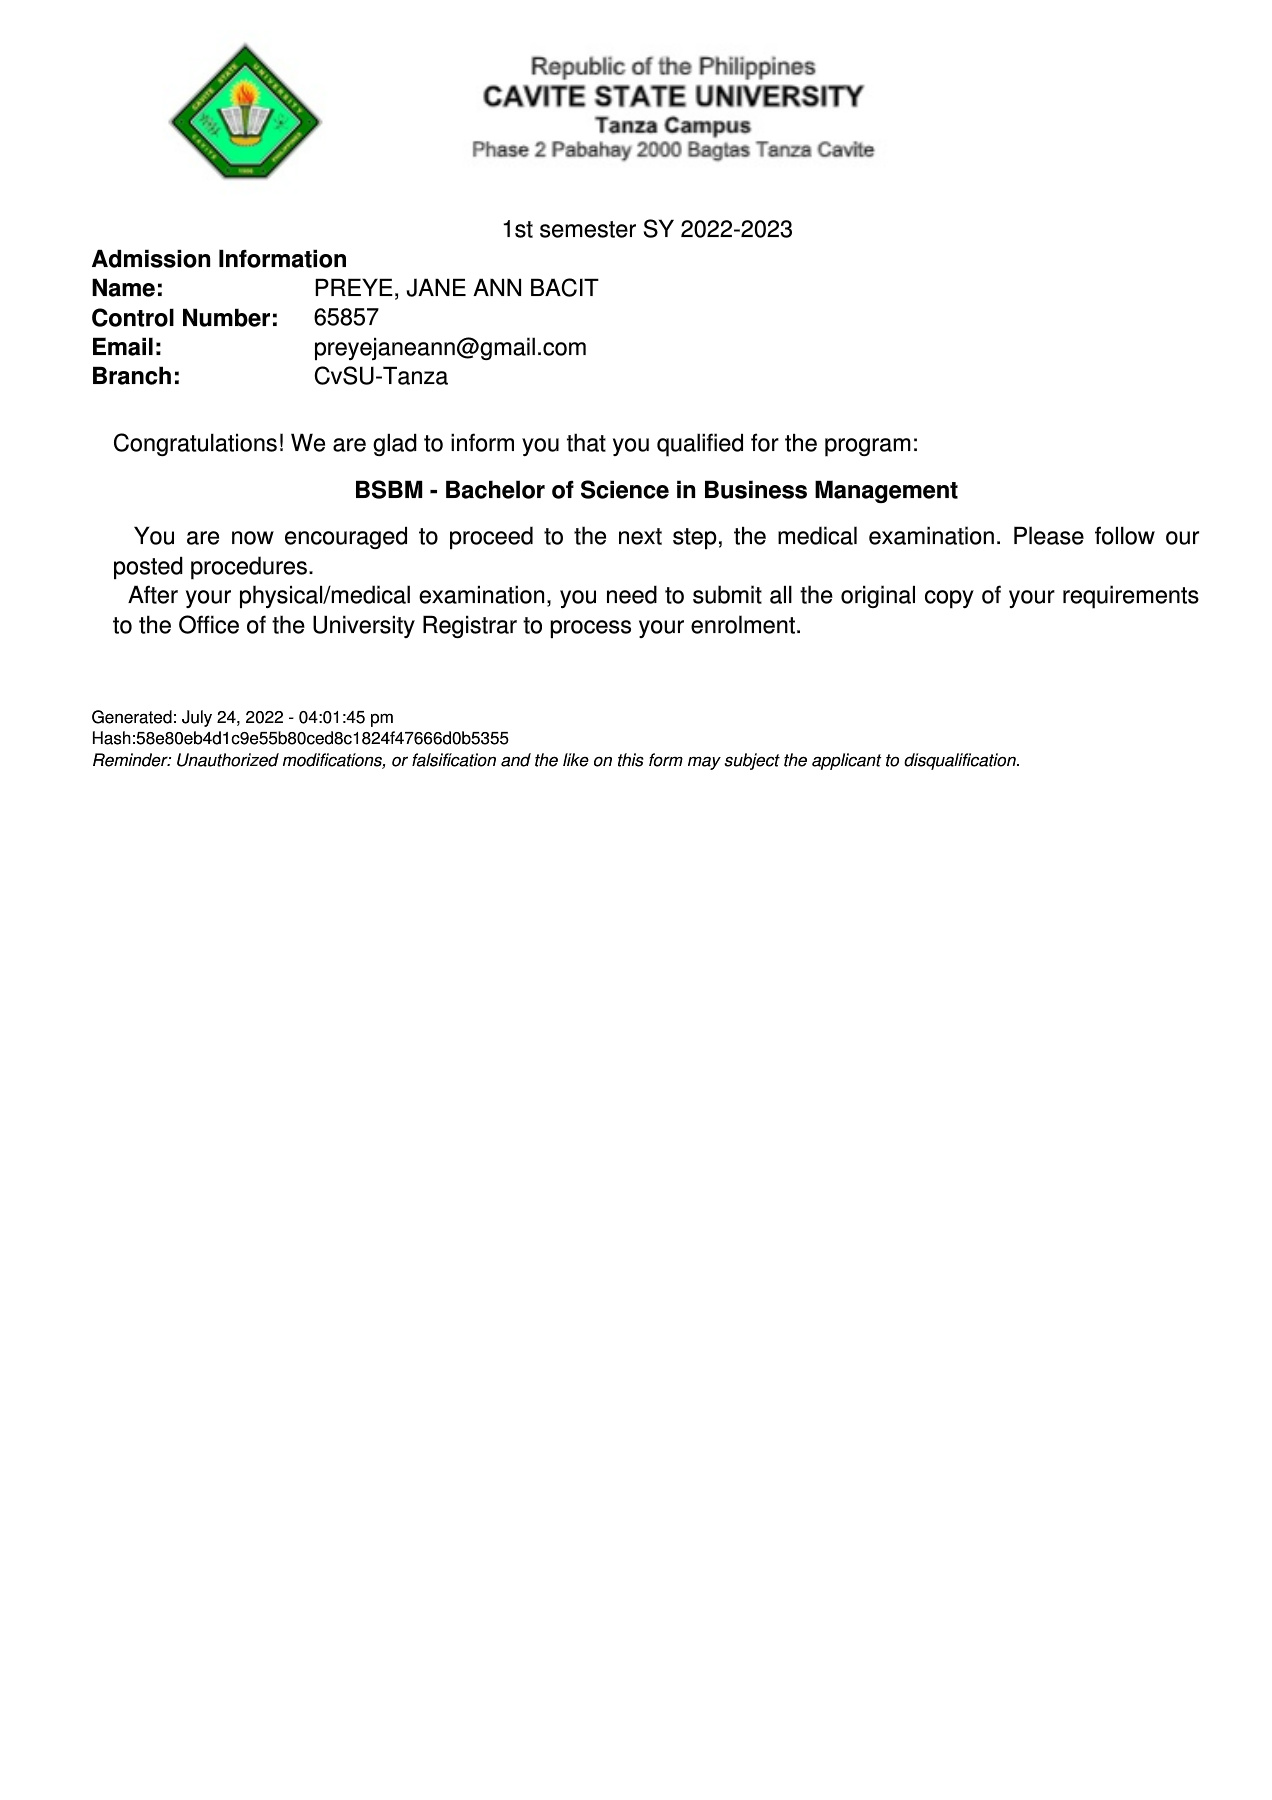 CAVITE STATE UNIVERSITY
CAVITE
PHILIPPINES
1906
Republic of the Philippines
CAVITE STATE UNIVERSITY
Tanza Campus
Phase 2 Pabahay 2000 Bagtas Tanza Cavite
1st semester SY 2022-2023
Admission Information
Name: PREYE, JANE ANN BACIT
Control Number: 65857
Email: preyejaneann@gmail.com
Branch: CvSU-Tanza
Congratulations! We are glad to inform you that you qualified for the program:
BSBM - Bachelor of Science in Business Management
You are now encouraged to proceed to the next step, the medical examination. Please follow our
posted procedures.
After your physical/medical examination, you need to submit all the original copy of your requirements
to the Office of the University Registrar to process your enrolment.
Generated: July 24, 2022 - 04:01:45 pm
Hash:58e80eb4d1c9e55b80ced8c1824f47666d0b5355
Reminder: Unauthorized modifications, or falsification and the like on this form may subject the applicant to disqualification.